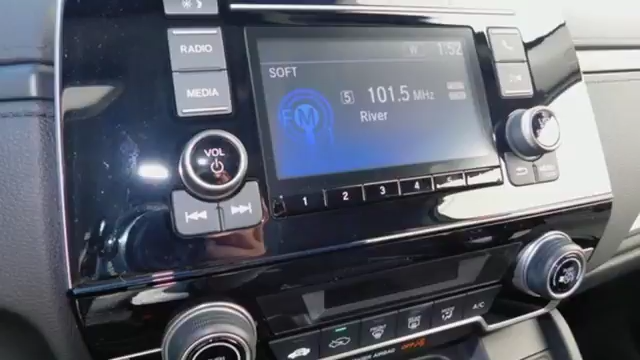 1:52
RADIO
SOFT
MEDIA
5 101.5 MHz
FM
River
VOL
1 2 3 4
A/C